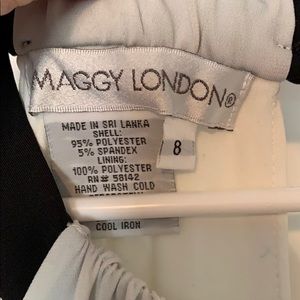 MAGGY LONDON®
MADE IN SRI LANKA
SHELL:
95% POLYESTER
5% SPANDEX
LINING:
100% POLYESTER
RN# 58142
HAND WASH COLD
COOL IRON
8